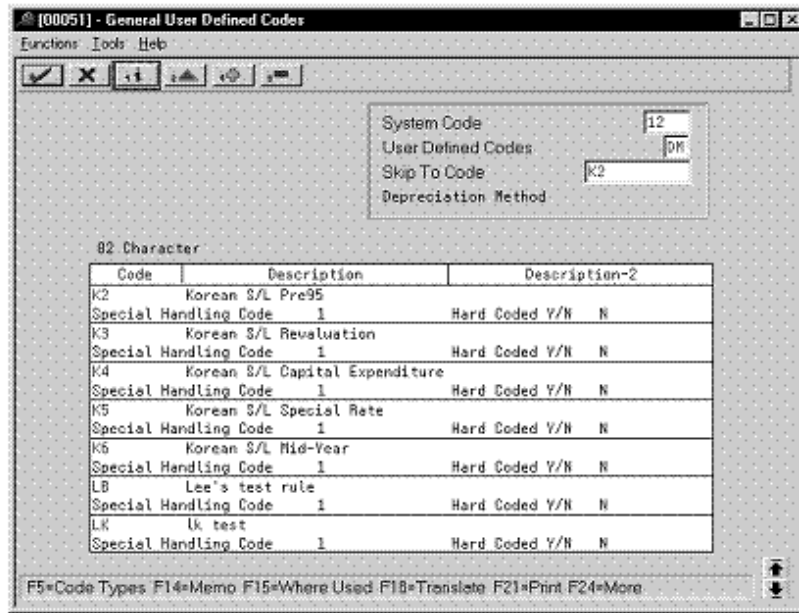 [00051] - General User Defined Codes
Functions Tools Help
System Code 12
User Defined Codes DM
Skip To Code K2
Depreciation Method
02 Character
Code Description Description-2
K2 Korean S/L Pre95
Special Handling Code 1 Hard Coded Y/N N
K3 Korean S/L Revaluation
Special Handling Code 1 Hard Coded Y/N N
K4 Korean S/L Capital Expenditure
Special Handling Code 1 Hard Coded Y/N N
K5 Korean S/L Special Rate
Special Handling Code 1 Hard Coded Y/N N
K6 Korean S/L Mid-Year
Special Handling Code 1 Hard Coded Y/N N
LB Lee's test rule
Special Handling Code 1 Hard Coded Y/N N
LK lk test
Special Handling Code 1 Hard Coded Y/N N
F5=Code Types F14=Memo F15=Where Used F18=Translate F21=Print F24=More